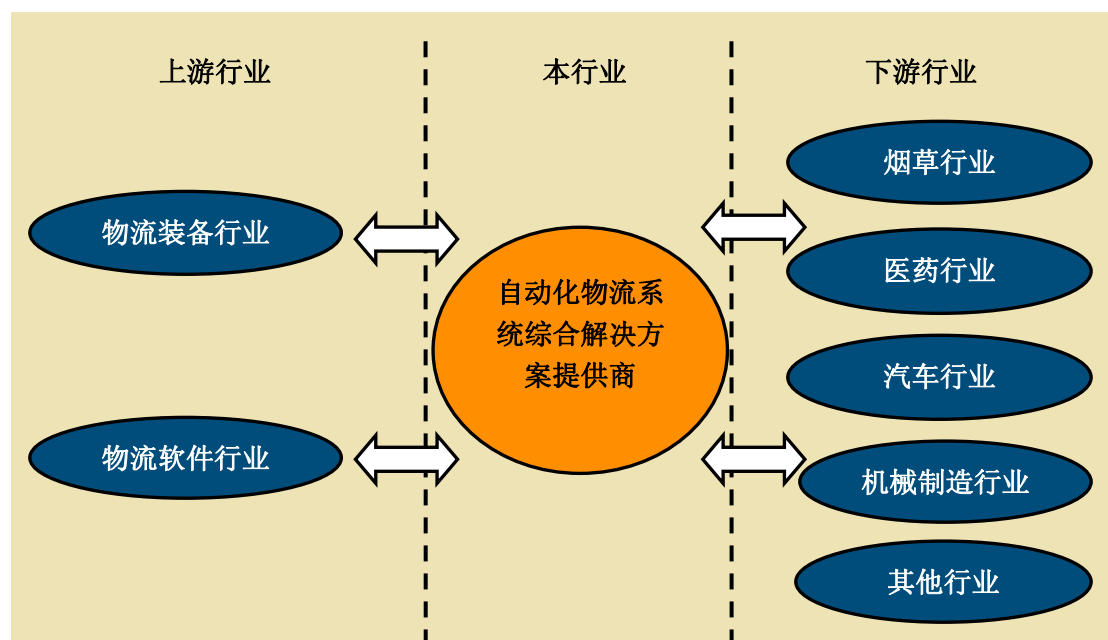 上游行业
本行业
下游行业
物流装备行业
物流软件行业
自动化物流系
统综合解决方
案提供商
烟草行业
医药行业
汽车行业
机械制造行业
其他行业